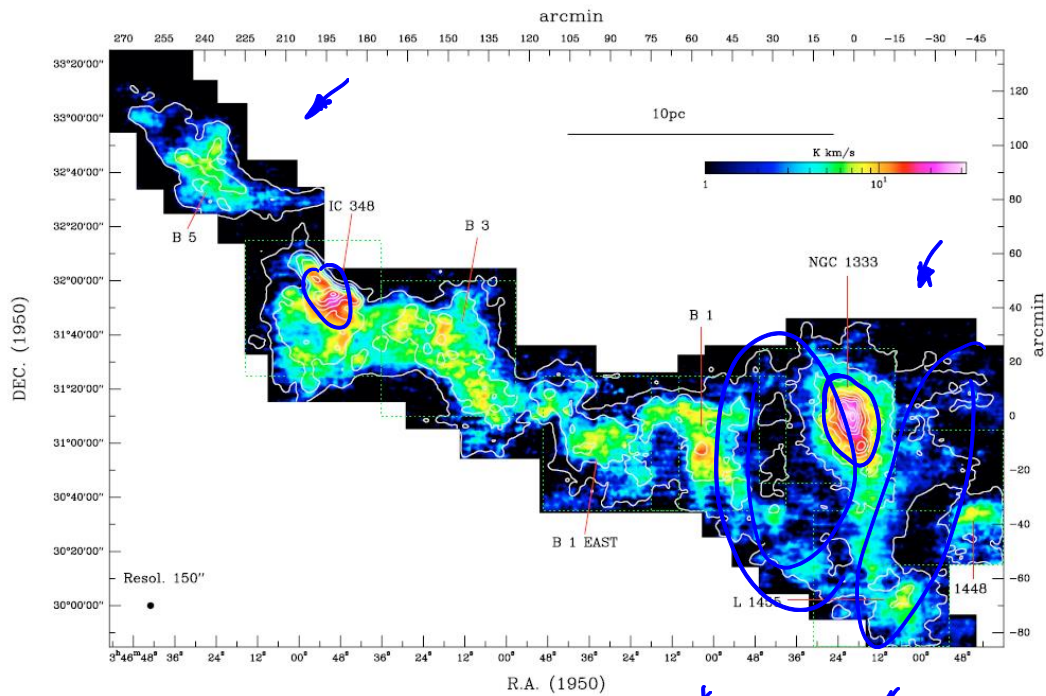 arcmin
270 255 240 225 210 195 180 165 150 135 120 105 90 75 60 45 30 15 0 −15 −30 −45
33°20'00"
33°00'00"
32°40'00"
32°20'00"
32°00'00"
31°40'00"
31°20'00"
31°00'00"
30°40'00"
30°20'00"
30°00'00"
DEC. (1950)
120
100
80
60
40
20
0
−20
−40
−60
−80
arcmin
10pc
K km/s
1 10¹
IC 348
B 5
B 3
NGC 1333
B 1
B 1 EAST
L 1455
1448
Resol. 150"
3ʰ46ᵐ48ˢ 36ˢ 24ˢ 12ˢ 00ˢ 48ˢ 36ˢ 24ˢ 12ˢ 00ˢ 48ˢ 36ˢ 24ˢ 12ˢ 00ˢ 48ˢ 36ˢ 24ˢ 12ˢ 00ˢ 48ˢ
R.A. (1950)